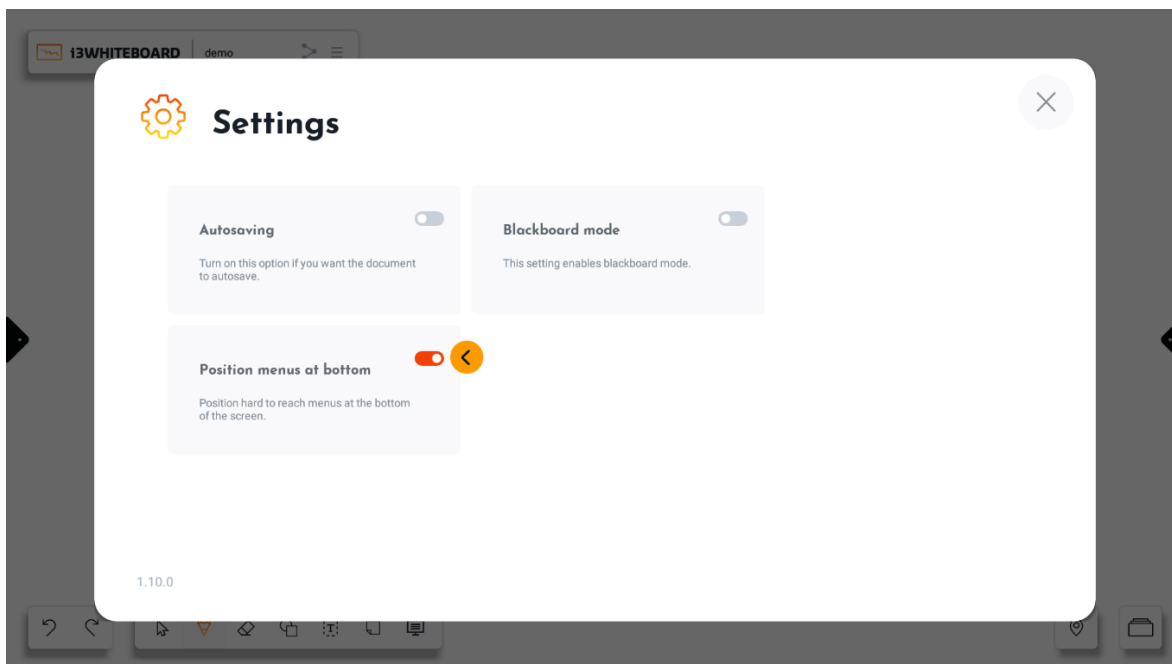 i3WHITEBOARD demo
Settings
Autosaving
Turn on this option if you want the document
to autosave.
Blackboard mode
This setting enables blackboard mode.
Position menus at bottom
Position hard to reach menus at the bottom
of the screen.
1.10.0
T